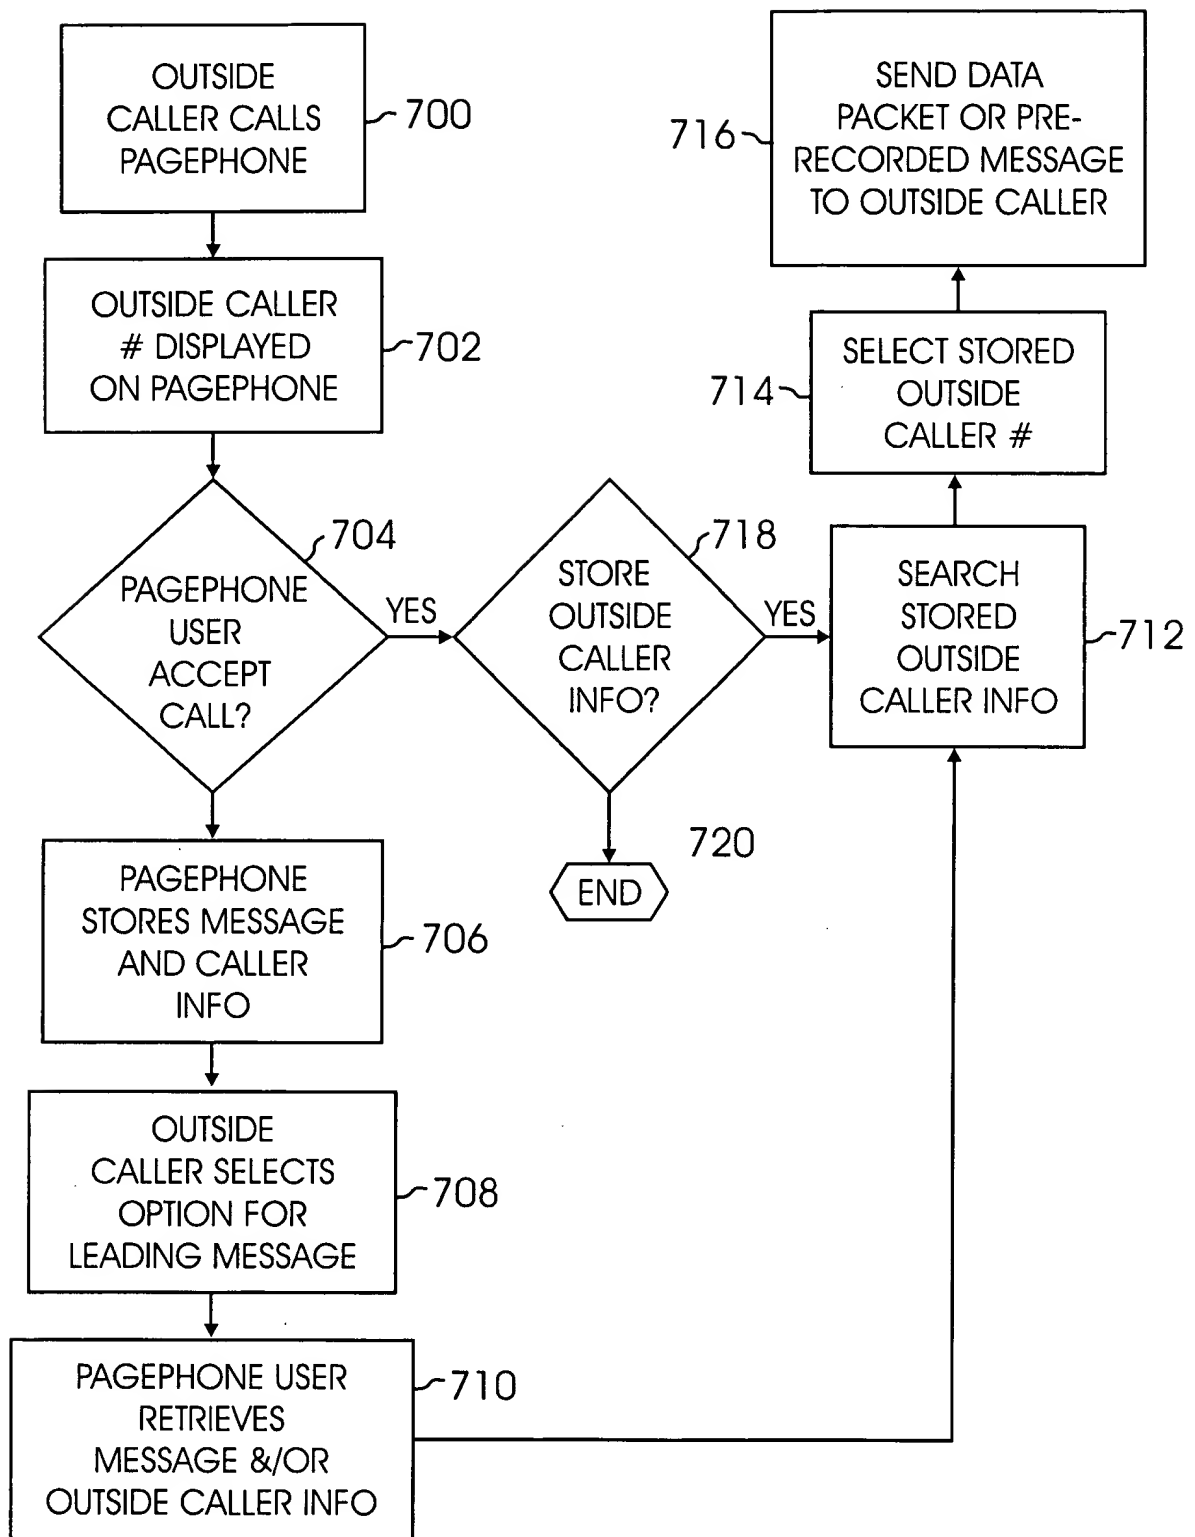 OUTSIDE
CALLER CALLS
PAGEPHONE
700
OUTSIDE CALLER
# DISPLAYED
ON PAGEPHONE
702
704
PAGEPHONE
USER
ACCEPT
CALL?
YES
718
STORE
OUTSIDE
CALLER
INFO?
YES
720
END
PAGEPHONE
STORES MESSAGE
AND CALLER
INFO
706
OUTSIDE
CALLER SELECTS
OPTION FOR
LEADING MESSAGE
708
PAGEPHONE USER
RETRIEVES
MESSAGE &/OR
OUTSIDE CALLER INFO
710
SEARCH
STORED
OUTSIDE
CALLER INFO
712
714
SELECT STORED
OUTSIDE
CALLER #
716
SEND DATA
PACKET OR PRE-
RECORDED MESSAGE
TO OUTSIDE CALLER